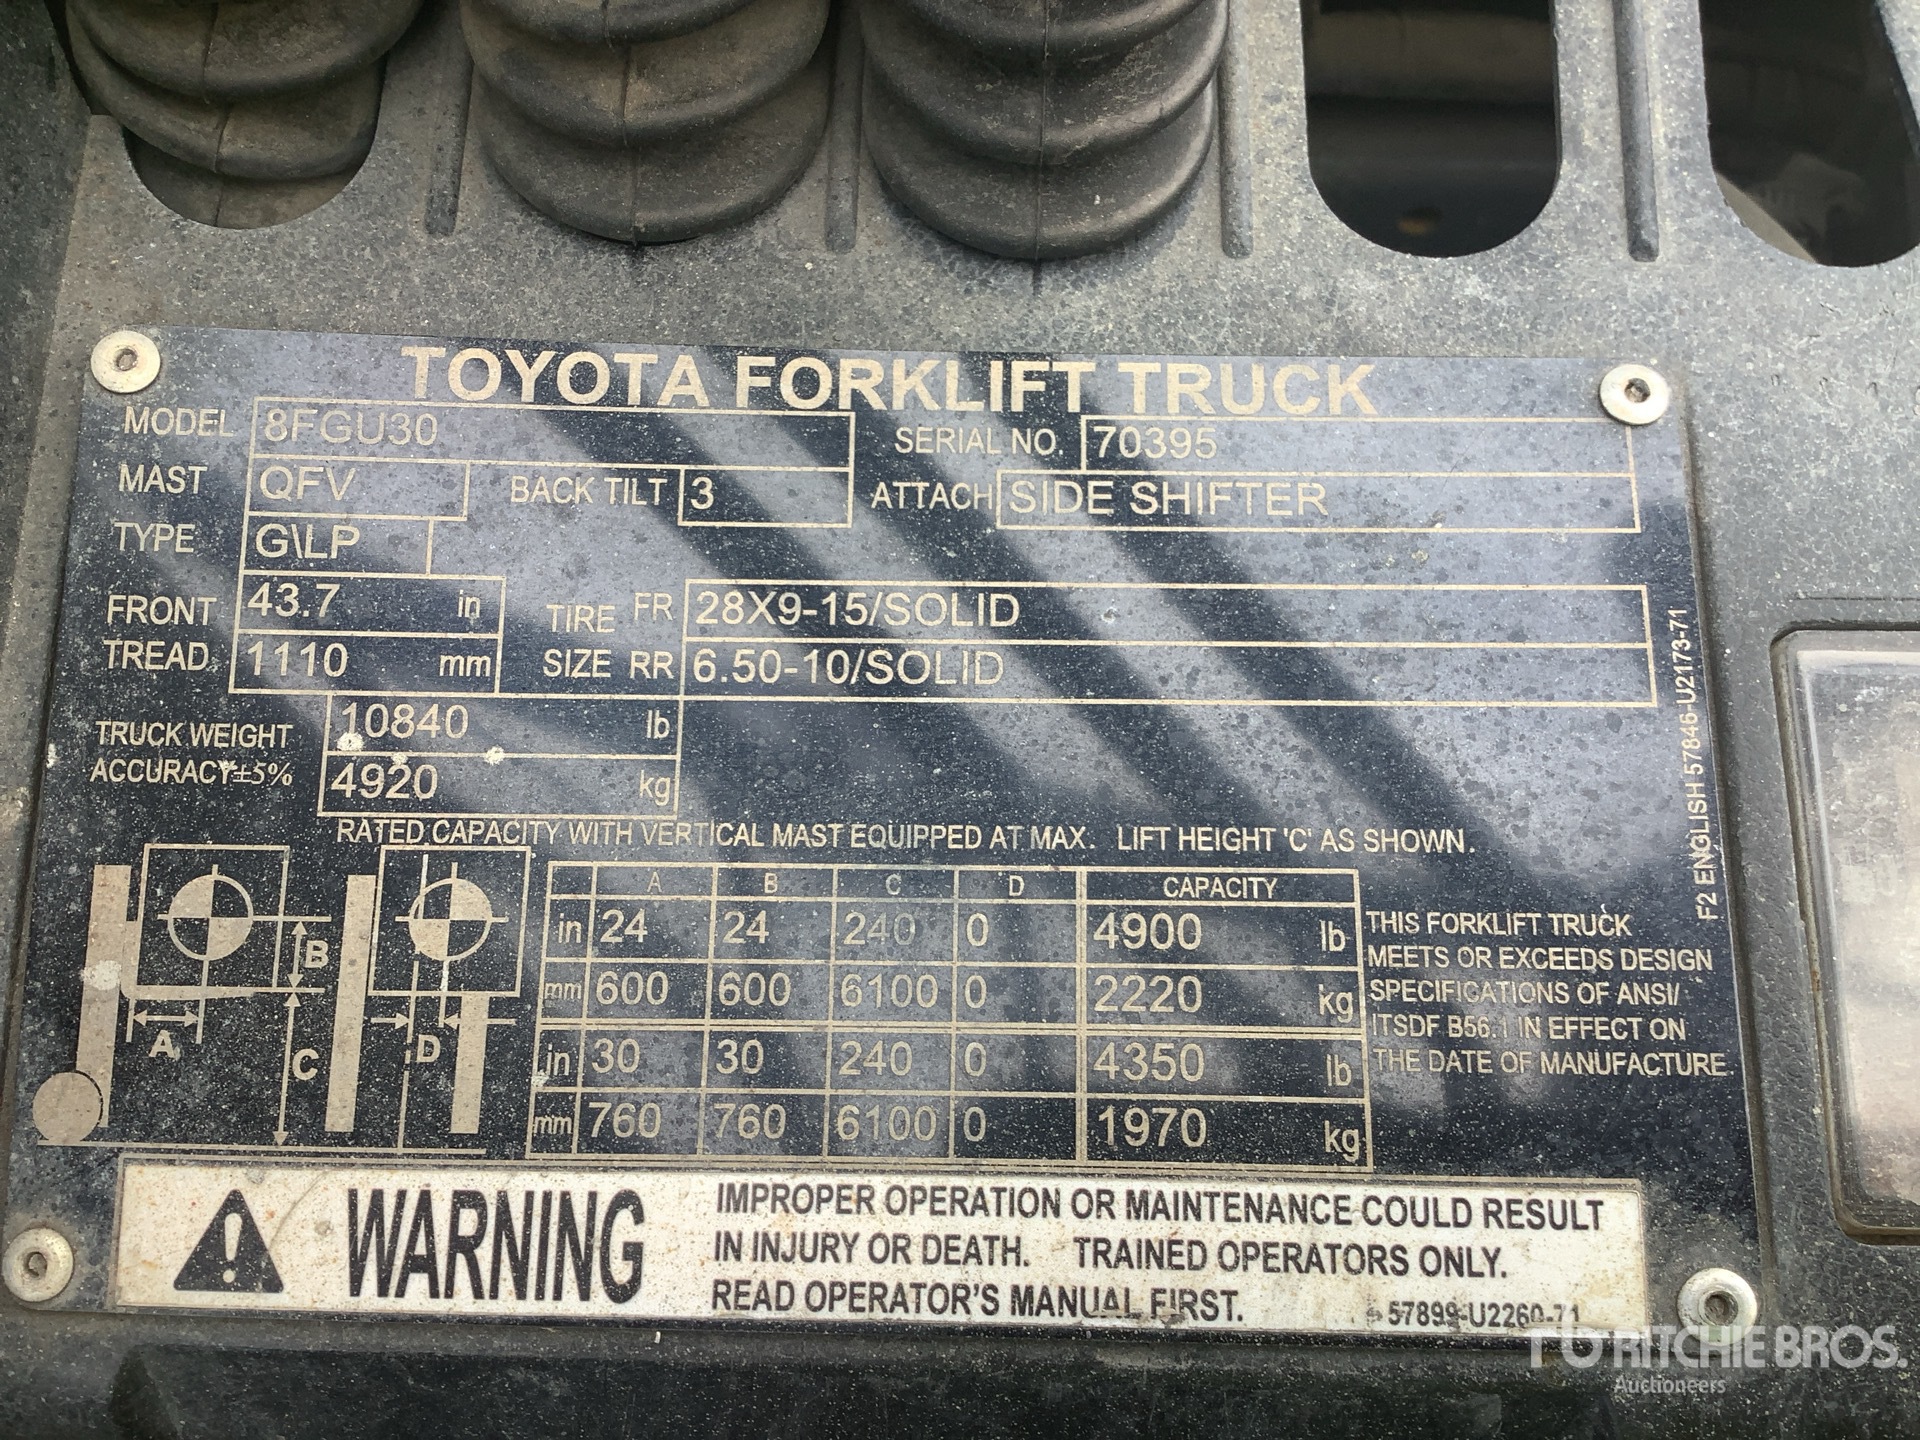 TOYOTA FORKLIFT TRUCK
MODEL 8FGU30 SERIAL NO. 70395
MAST QFV BACK TILT 3 ATTACH SIDE SHIFTER
TYPE G\LP
FRONT TREAD 43.7 in TIRE SIZE FR 28X9-15/SOLID
1110 mm RR 6.50-10/SOLID
TRUCK WEIGHT 10840 lb
ACCURACY±5% 4920 kg
RATED CAPACITY WITH VERTICAL MAST EQUIPPED AT MAX. LIFT HEIGHT 'C' AS SHOWN.
A B C D CAPACITY
in 24 24 240 0 4900 lb
mm 600 600 6100 0 2220 kg
in 30 30 240 0 4350 lb
mm 760 760 6100 0 1970 kg
B
A
C
D
THIS FORKLIFT TRUCK
MEETS OR EXCEEDS DESIGN
SPECIFICATIONS OF ANSI/
ITSDF B56.1 IN EFFECT ON
THE DATE OF MANUFACTURE.
F2 ENGLISH 57846-U2173-71
WARNING
IMPROPER OPERATION OR MAINTENANCE COULD RESULT
IN INJURY OR DEATH. TRAINED OPERATORS ONLY.
READ OPERATOR'S MANUAL FIRST.
57899-U2260-71
RITCHIE BROS.
Auctioneers